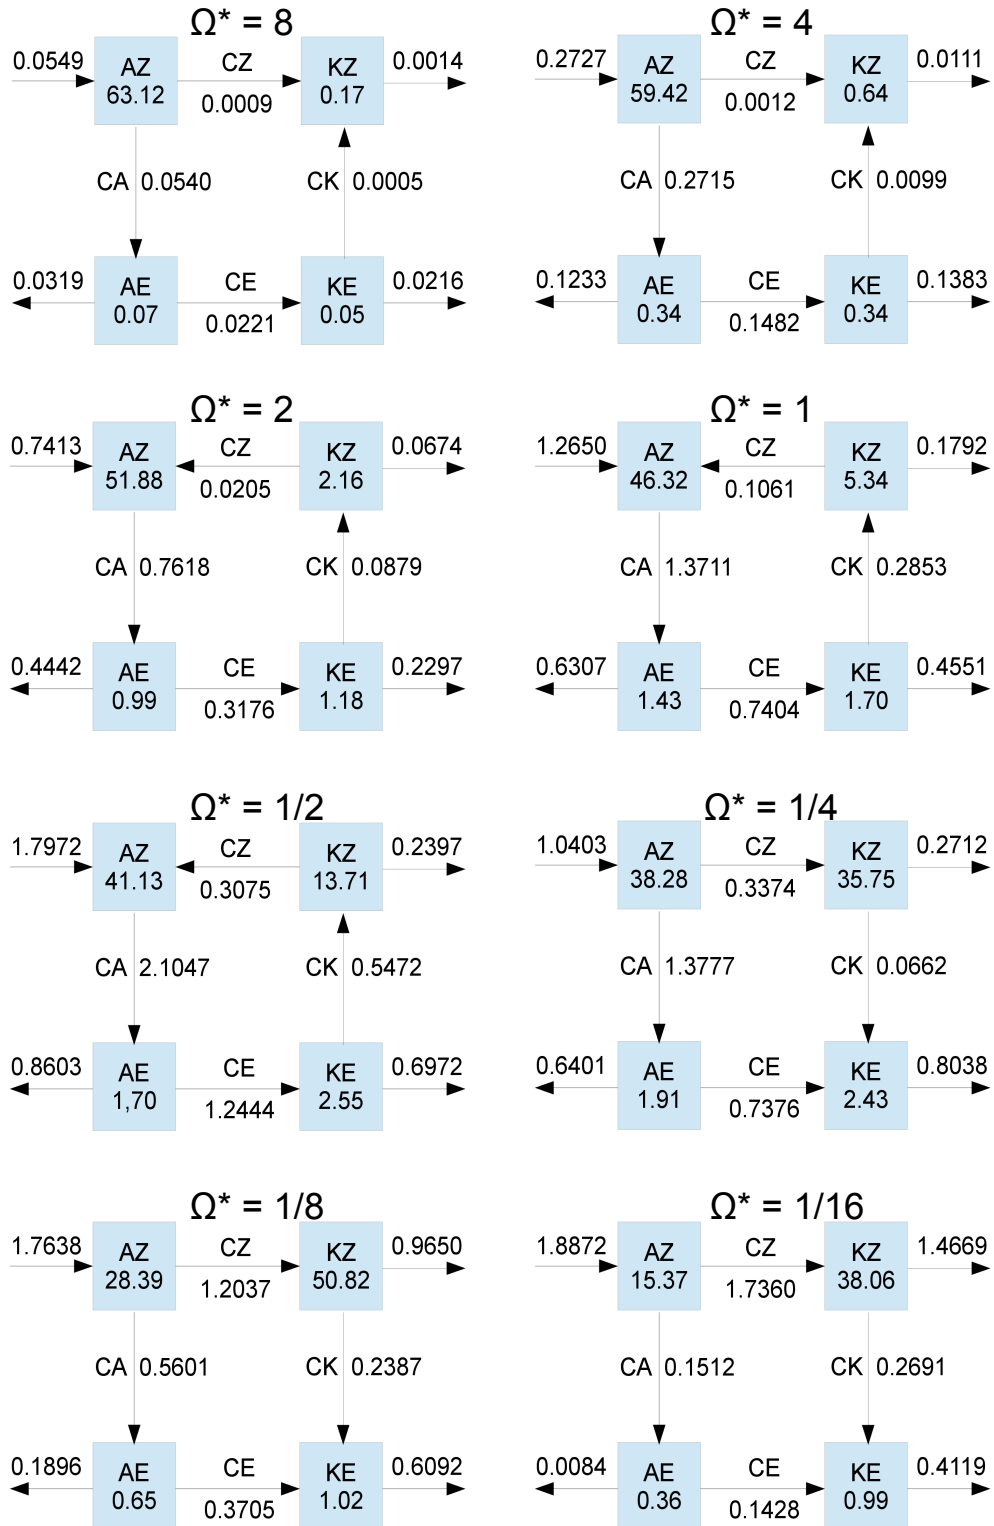 Ω* = 8
0.0549 AZ CZ KZ 0.0014
63.12 0.0009 0.17
CA 0.0540 CK 0.0005
0.0319 AE CE KE 0.0216
0.07 0.0221 0.05
Ω* = 4
0.2727 AZ CZ KZ 0.0111
59.42 0.0012 0.64
CA 0.2715 CK 0.0099
0.1233 AE CE KE 0.1383
0.34 0.1482 0.34
Ω* = 2
0.7413 AZ CZ KZ 0.0674
51.88 0.0205 2.16
CA 0.7618 CK 0.0879
0.4442 AE CE KE 0.2297
0.99 0.3176 1.18
Ω* = 1
1.2650 AZ CZ KZ 0.1792
46.32 0.1061 5.34
CA 1.3711 CK 0.2853
0.6307 AE CE KE 0.4551
1.43 0.7404 1.70
Ω* = 1/2
1.7972 AZ CZ KZ 0.2397
41.13 0.3075 13.71
CA 2.1047 CK 0.5472
0.8603 AE CE KE 0.6972
1,70 1.2444 2.55
Ω* = 1/4
1.0403 AZ CZ KZ 0.2712
38.28 0.3374 35.75
CA 1.3777 CK 0.0662
0.6401 AE CE KE 0.8038
1.91 0.7376 2.43
Ω* = 1/8
1.7638 AZ CZ KZ 0.9650
28.39 1.2037 50.82
CA 0.5601 CK 0.2387
0.1896 AE CE KE 0.6092
0.65 0.3705 1.02
Ω* = 1/16
1.8872 AZ CZ KZ 1.4669
15.37 1.7360 38.06
CA 0.1512 CK 0.2691
0.0084 AE CE KE 0.4119
0.36 0.1428 0.99